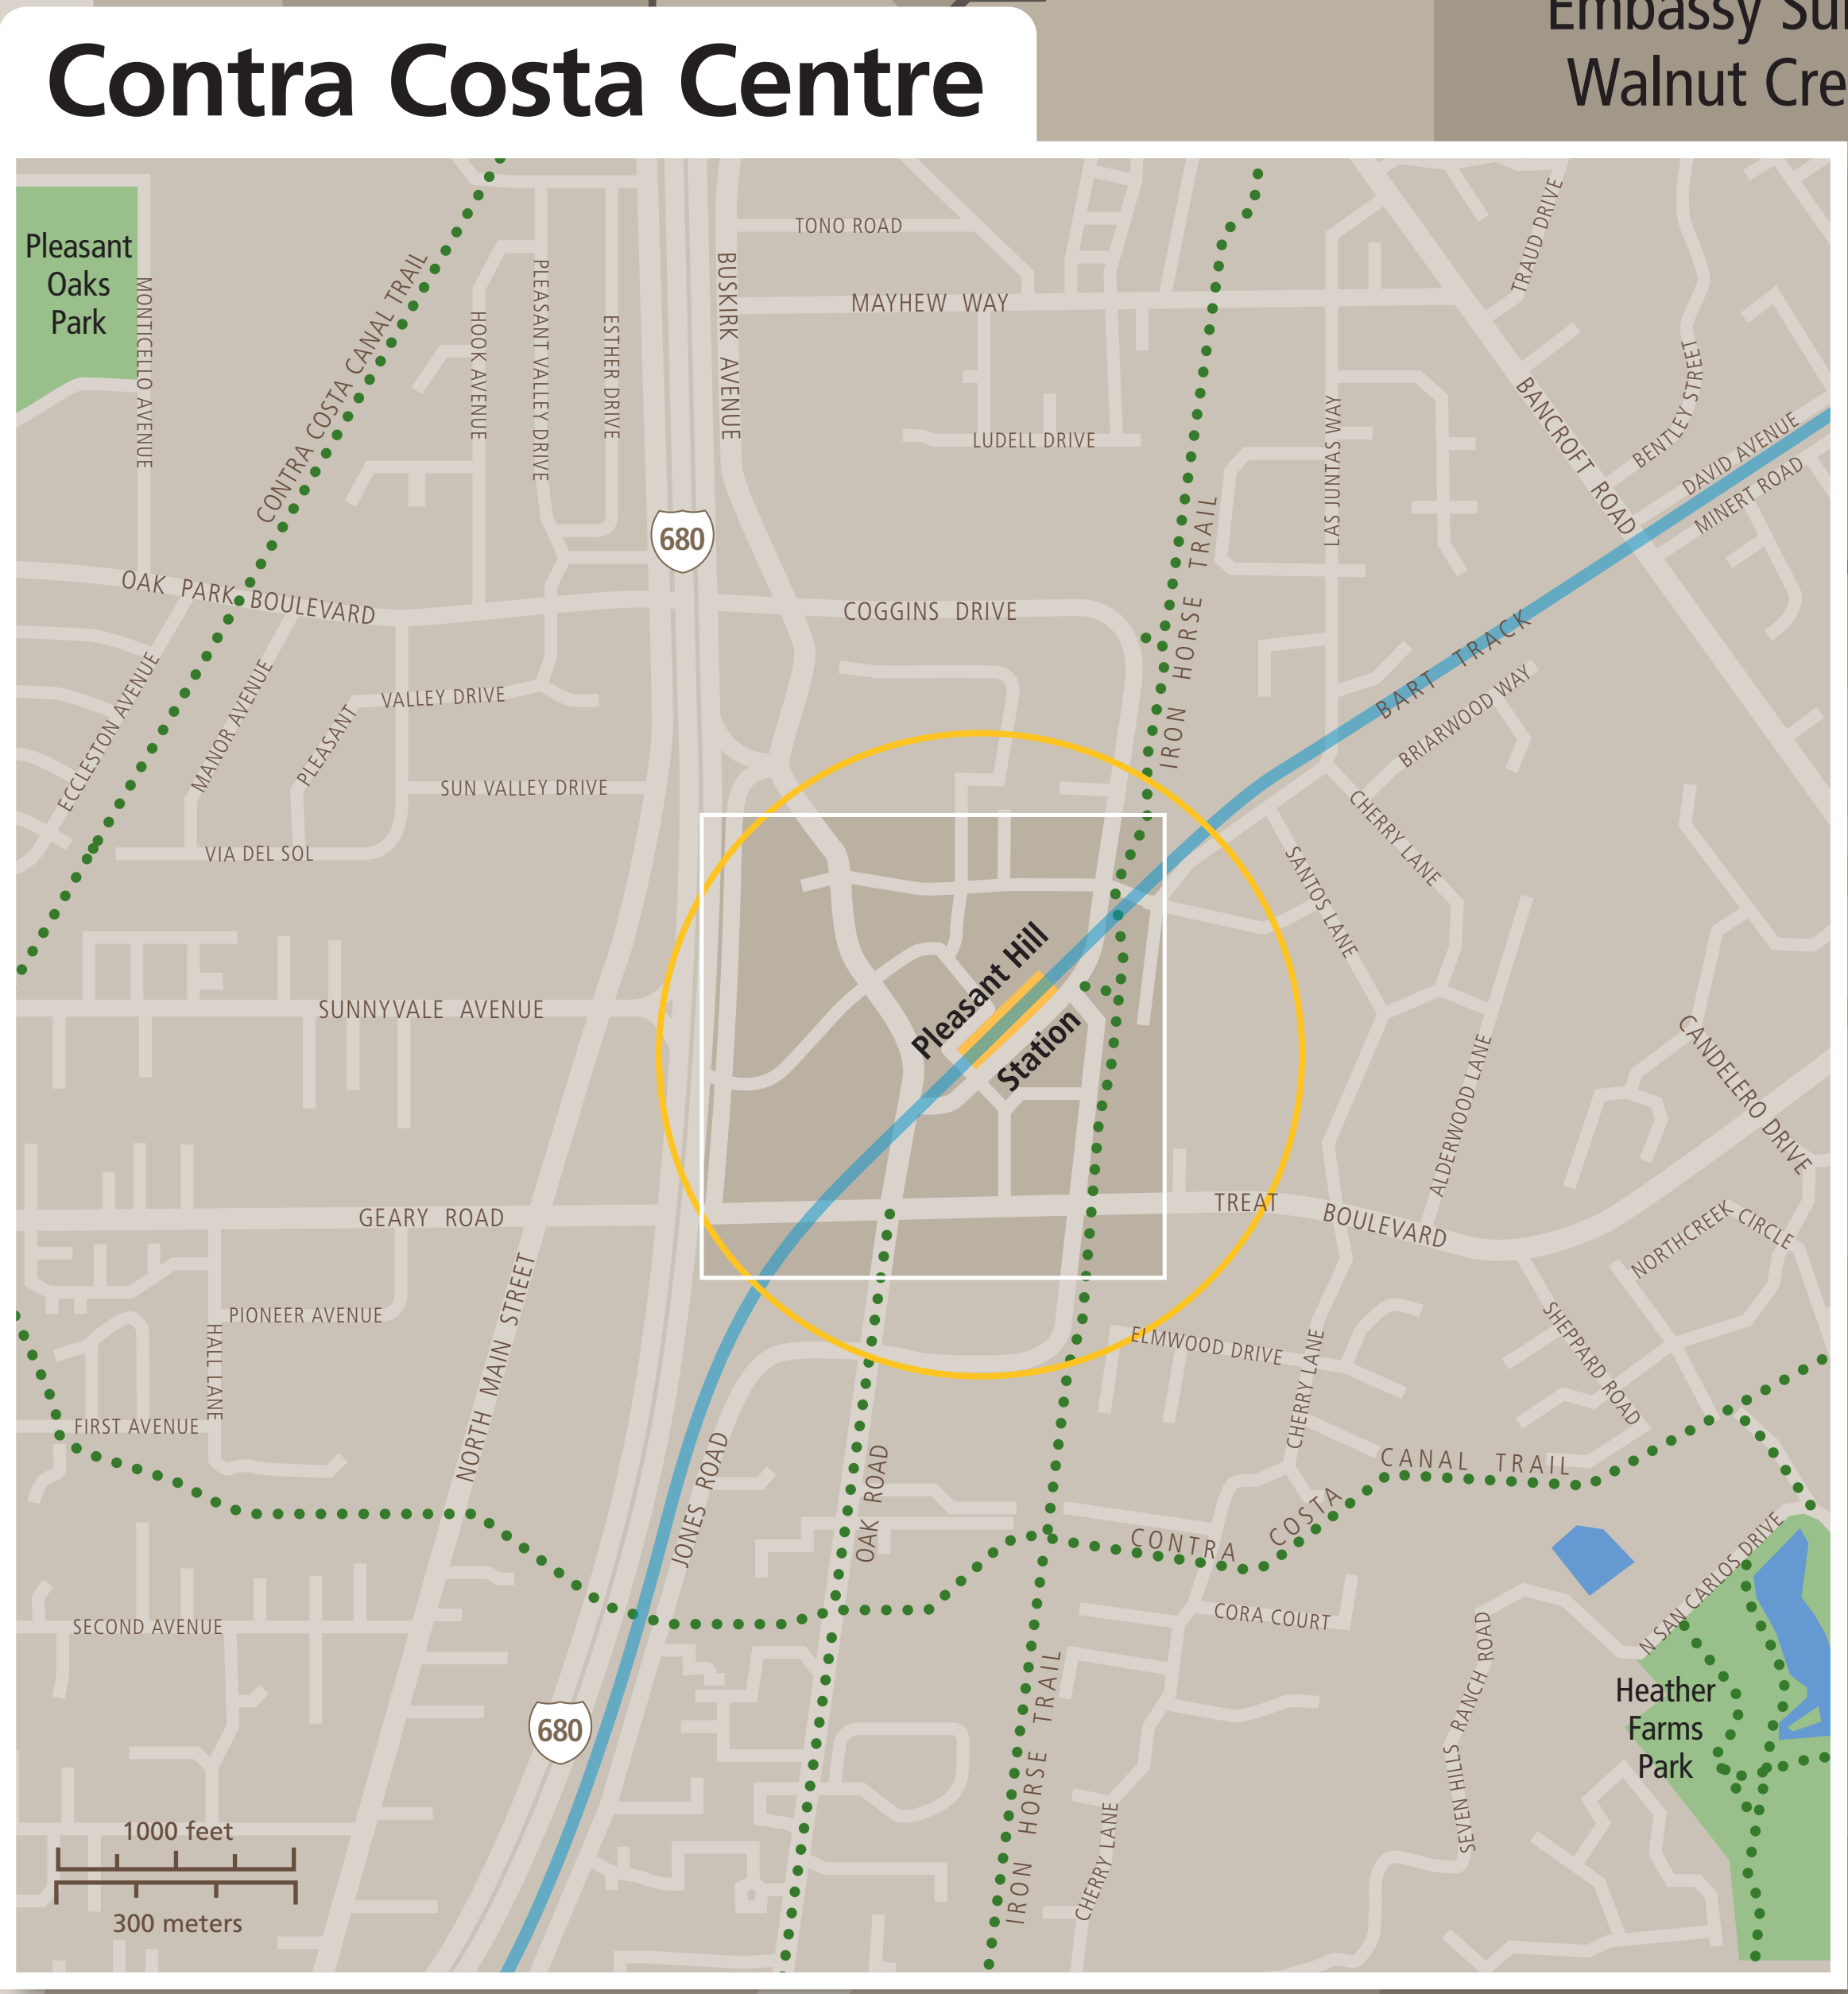 Embassy Su
Walnut Cre
Contra Costa Centre
Pleasant
Oaks
Park
MONTICELLO AVENUE
CONTRA COSTA CANAL TRAIL
HOOK AVENUE
PLEASANT VALLEY DRIVE
ESTHER DRIVE
BUSKIRK AVENUE
TONO ROAD
MAYHEW WAY
LUDELL DRIVE
LAS JUNTAS WAY
TRAUD DRIVE
BANCROFT ROAD
BENTLEY STREET
DAVID AVENUE
MINERT ROAD
680
IRON HORSE TRAIL
OAK PARK BOULEVARD
COGGINS DRIVE
BART TRACK
BRIARWOOD WAY
ECCLESTON AVENUE
MANOR AVENUE
PLEASANT
VALLEY DRIVE
SUN VALLEY DRIVE
VIA DEL SOL
CHERRY LANE
SANTOS LANE
SUNNYVALE AVENUE
Pleasant Hill
Station
ALDERWOOD LANE
CANDELERO DRIVE
GEARY ROAD
TREAT
BOULEVARD
NORTHCREEK CIRCLE
PIONEER AVENUE
HALL LANE
NORTH MAIN STREET
ELMWOOD DRIVE
CHERRY LANE
SHEPPARD ROAD
FIRST AVENUE
JONES ROAD
OAK ROAD
CONTRA COSTA
CANAL TRAIL
SECOND AVENUE
CORA COURT
N SAN CARLOS DRIVE
SEVEN HILLS RANCH ROAD
Heather
Farms
Park
680
IRON HORSE TRAIL
CHERRY LANE
1000 feet
300 meters